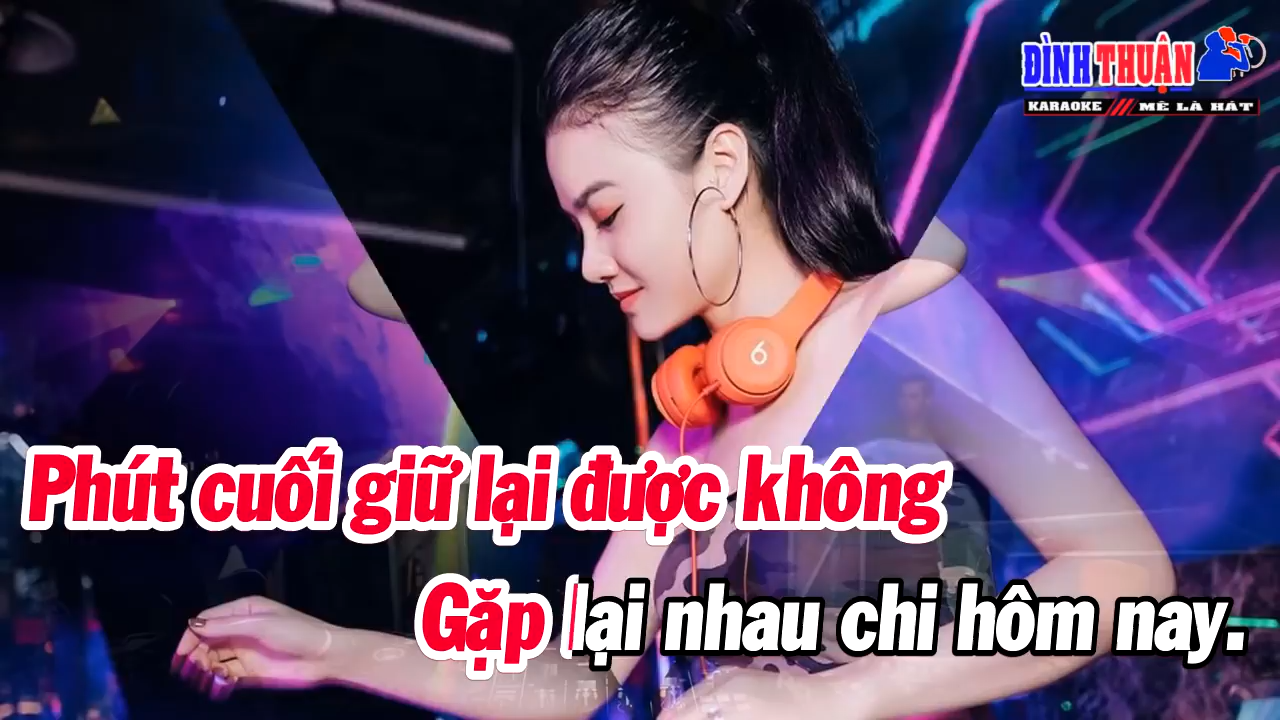 ĐÌNH THUẬN
KARAOKE /// MÊ LÀ HÁT
Phút cuối giữ lại được không
Gặp lại nhau chi hôm nay.